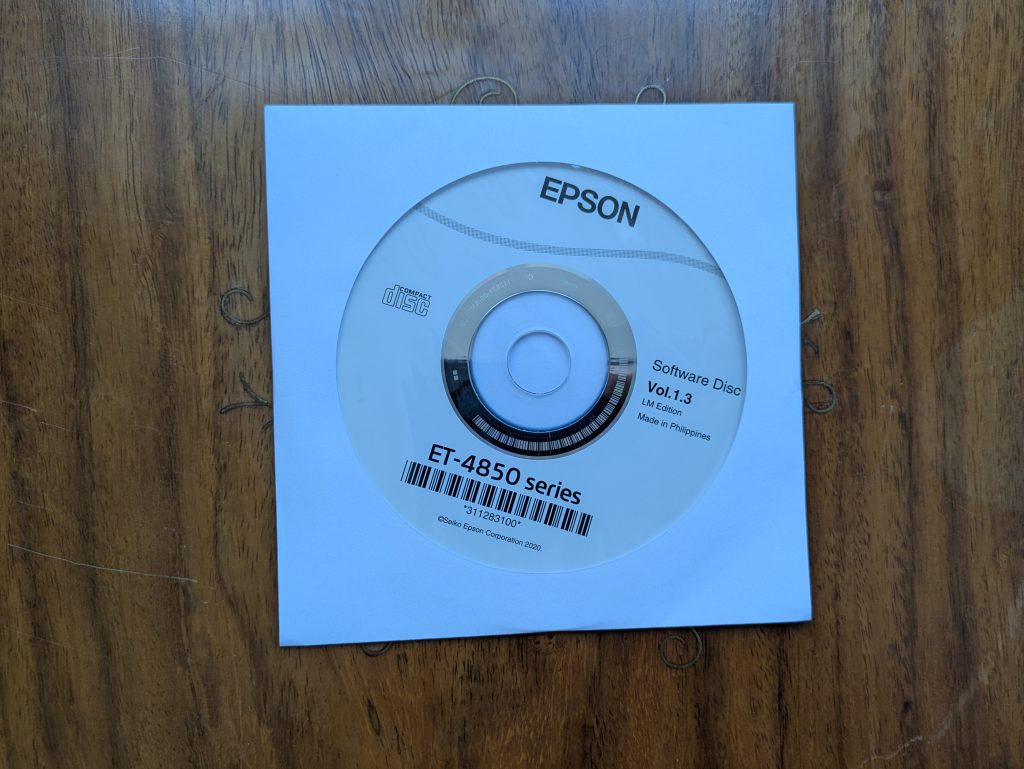 EPSON
COMPACT
disc
Software Disc
Vol.1.3
LM Edition
Made in Philippines
ET-4850 series
*311283100*
©Seiko Epson Corporation 2020.